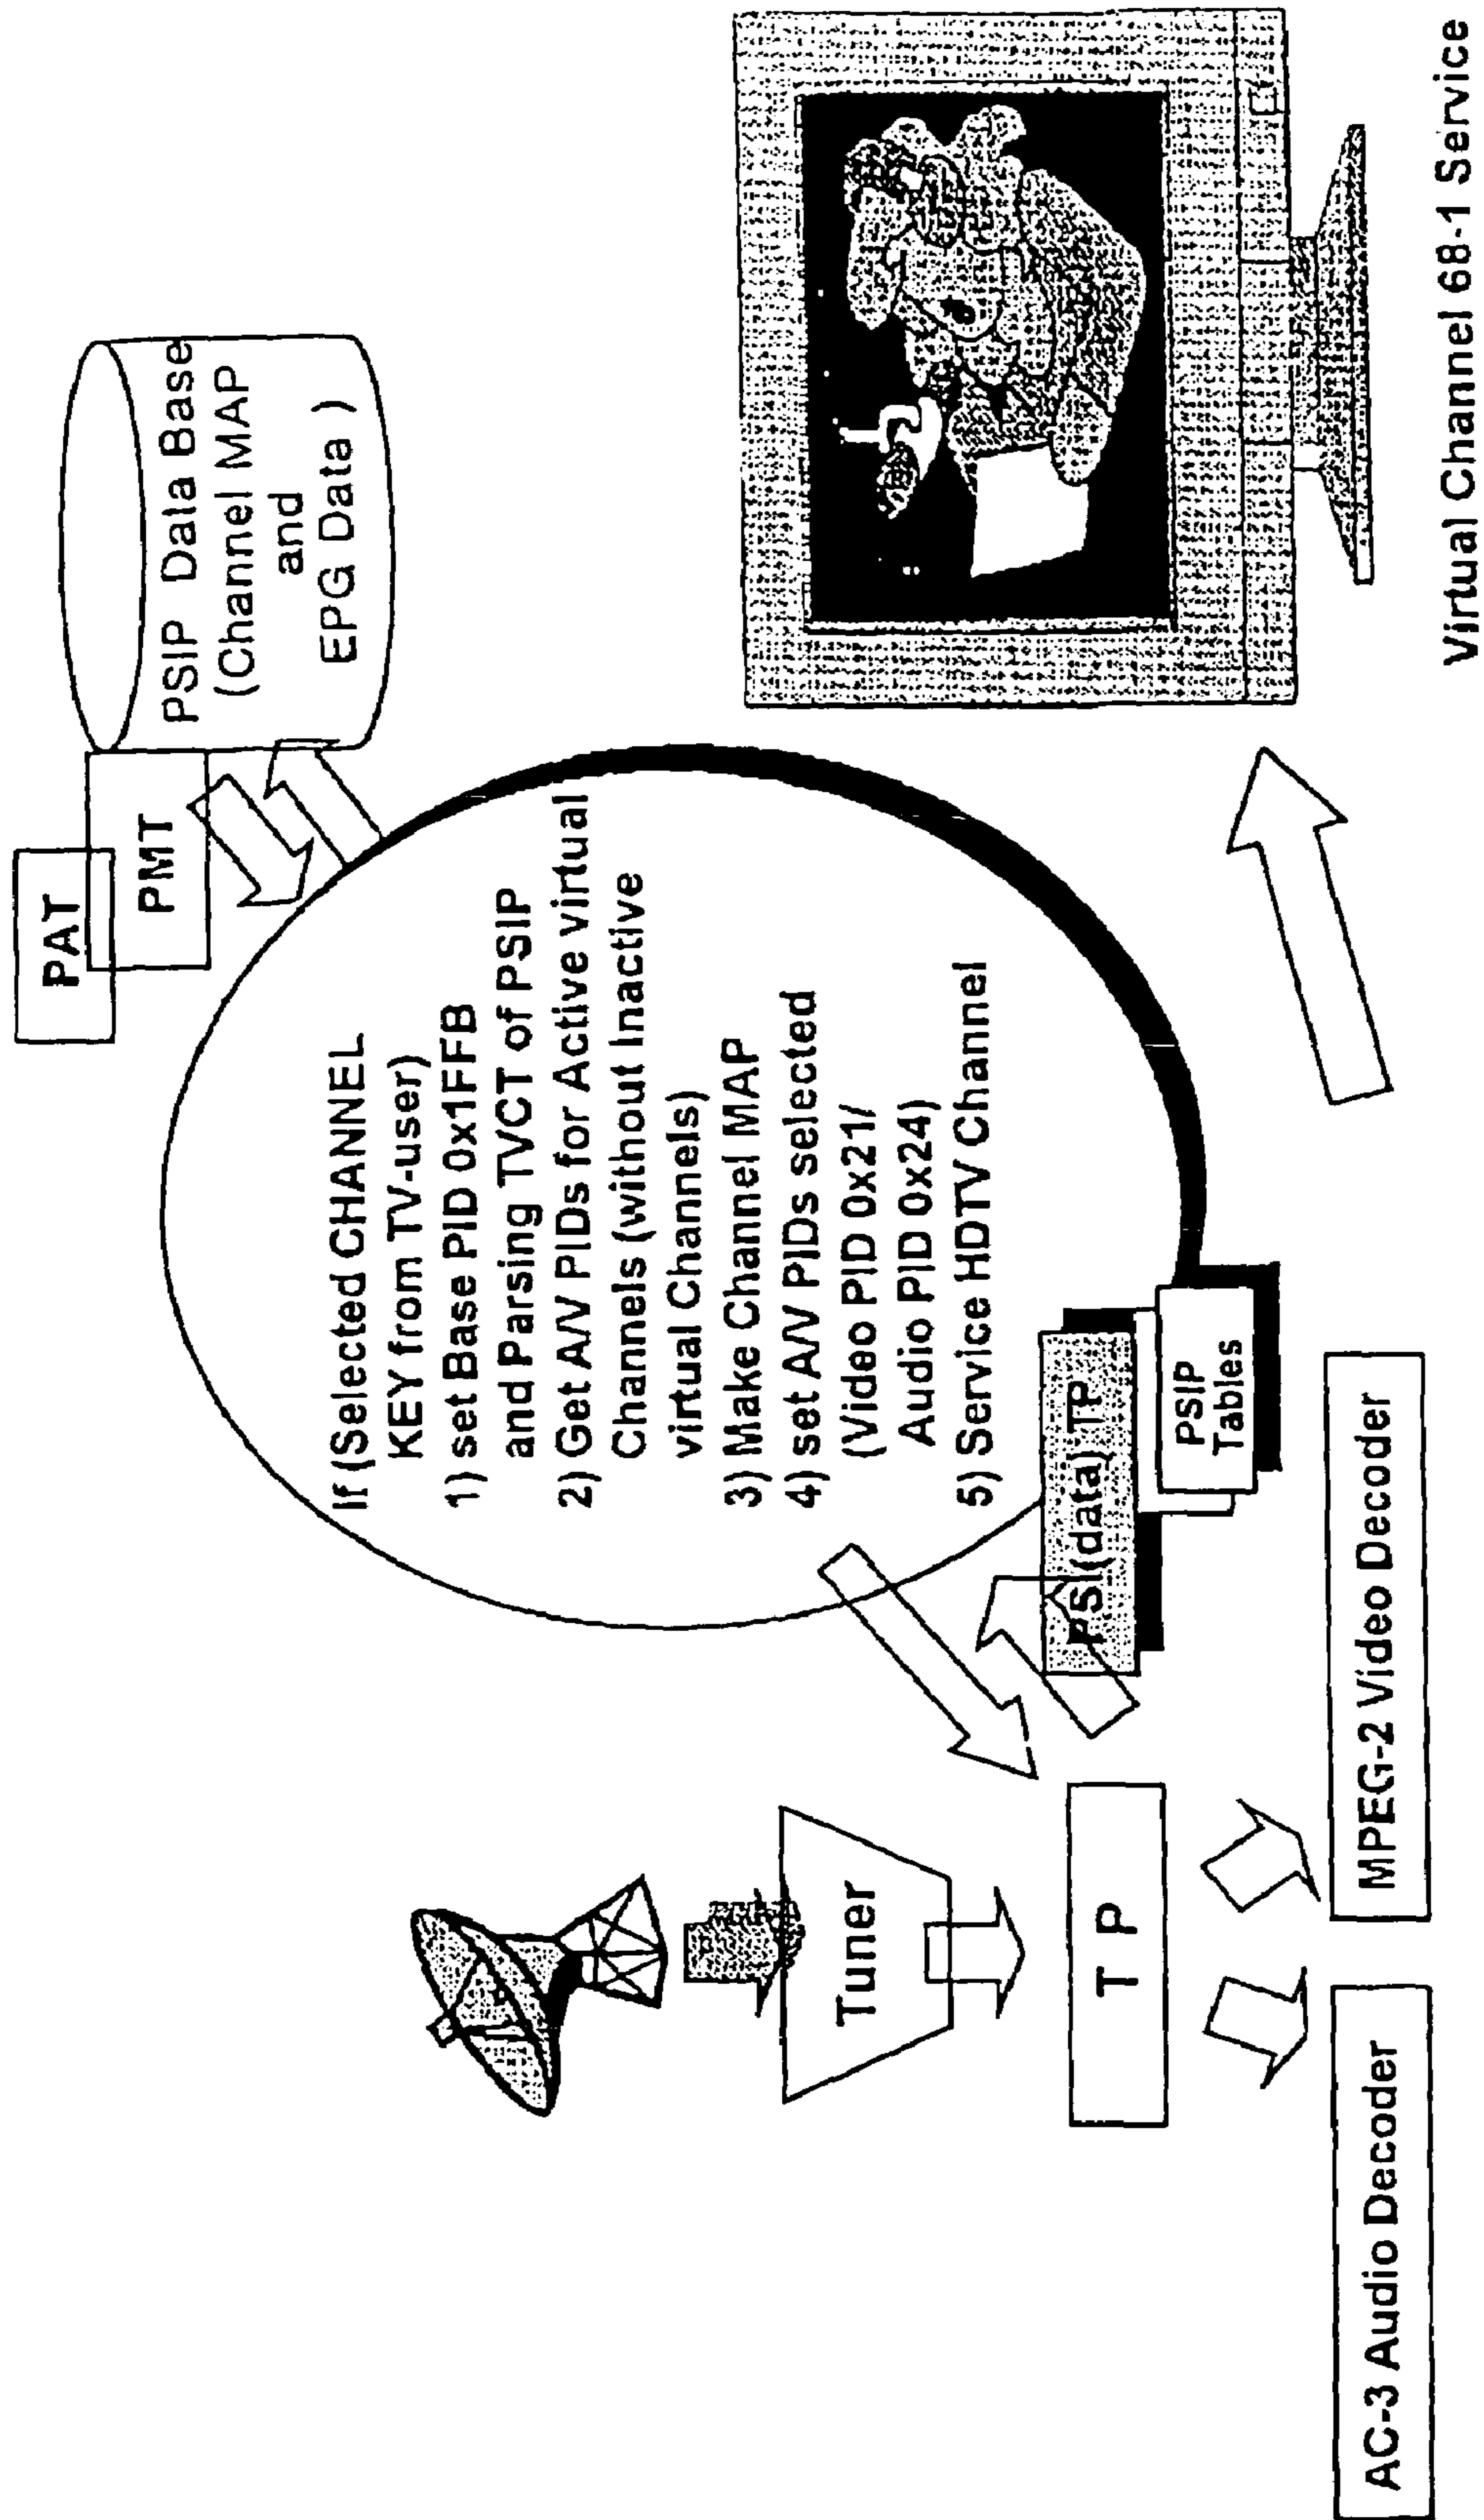 PAT
PMT
PSIP Data Base
(Channel MAP
and
EPG Data )
If (Selected CHANNEL
KEY from TV-user)
1) set Base PID 0x1FFB
and Parsing TVCT of PSIP
2) Get A/V PIDs for Active virtual
Channels (without Inactive
virtual Channels)
3) Make Channel MAP
4) set A/V PIDs selected
(Video PID 0x21/
Audio PID 0x24)
5) Service HDTV Channel
Tuner
T P
PSI(data) TP
PSIP
Tables
AC-3 Audio Decoder
MPEG-2 Video Decoder
Virtual Channel 68-1 Service